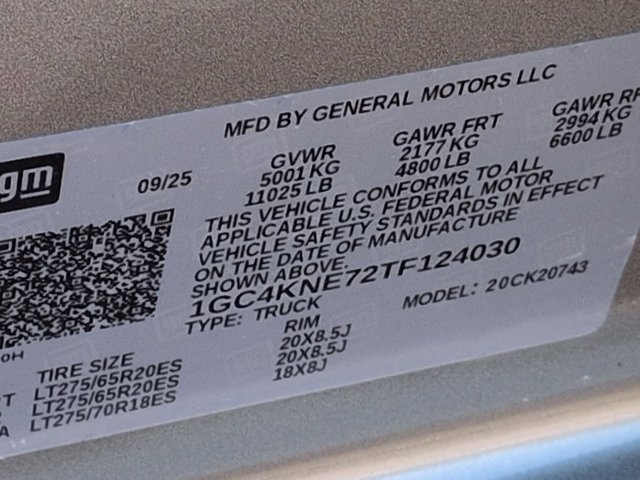 MFD BY GENERAL MOTORS LLC
gm
09/25
GVWR
5001 KG
11025 LB
GAWR FRT
2177 KG
4800 LB
GAWR
2994 KG
6600 LB
THIS VEHICLE CONFORMS TO ALL
APPLICABLE U.S. FEDERAL MOTOR
VEHICLE SAFETY STANDARDS IN EFFECT
ON THE DATE OF MANUFACTURE
SHOWN ABOVE.
1GC4KNE72TF124030
TYPE: TRUCK
MODEL: 20CK20743
TIRE SIZE
RIM
LT275/65R20ES
20X8.5J
LT275/65R20ES
20X8.5J
LT275/70R18ES
18X8J